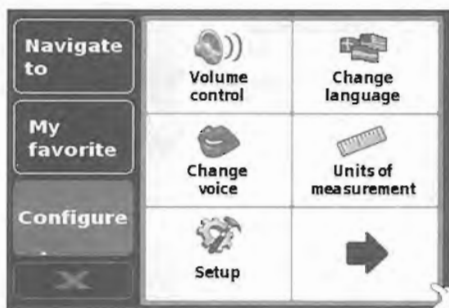 Navigate
to
My
favorite
Configure
Volume
control
Change
language
Change
voice
Units of
measurement
Setup